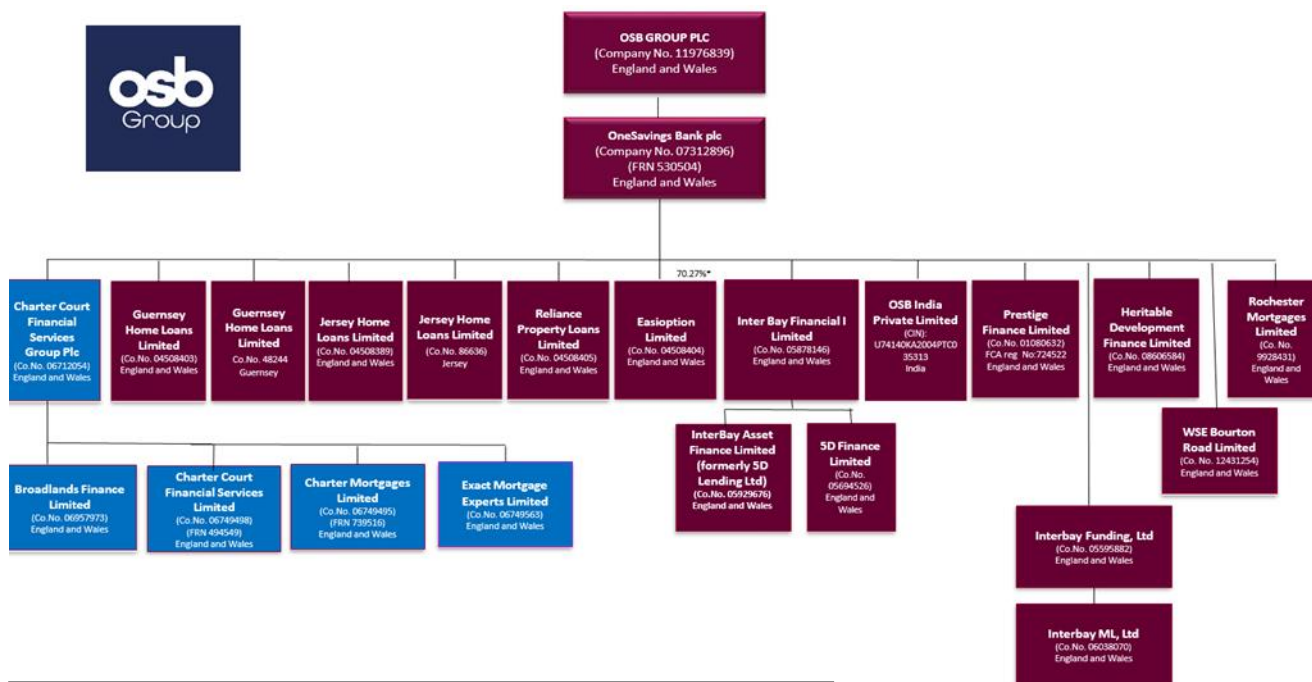 osb
Group
OSB GROUP PLC
(Company No. 11976839)
England and Wales
OneSavings Bank plc
(Company No. 07312896)
(FRN 530504)
England and Wales
70.27%*
Charter Court
Financial
Services
Group Plc
(Co.No. 06712054)
England and Wales
Guernsey
Home Loans
Limited
(Co.No. 04508403)
England and Wales
Guernsey
Home Loans
Limited
Co.No. 48244
Guernsey
Jersey Home
Loans Limited
(Co.No. 04508389)
England and Wales
Jersey Home
Loans Limited
(Co.No. 86636)
Jersey
Reliance
Property Loans
Limited
(Co.No. 04508405)
England and Wales
Easioption
Limited
(Co.No. 04508404)
England and Wales
Inter Bay Financial I
Limited
(Co.No. 05878146)
England and Wales
OSB India
Private Limited
(CIN):
U74140KA2004PTC0
35313
India
Prestige
Finance Limited
(Co.No. 01080632)
FCA reg No:724522
England and Wales
Heritable
Development
Finance Limited
(Co.No. 08606584)
England and Wales
Rochester
Mortgages
Limited
(Co. No.
9928431)
England and
Wales
Broadlands Finance
Limited
(Co.No. 06957973)
England and Wales
Charter Court
Financial Services
Limited
(Co.No. 06749498)
(FRN 494549)
England and Wales
Charter Mortgages
Limited
(Co.No. 06749495)
(FRN 739516)
England and Wales
Exact Mortgage
Experts Limited
(Co.No. 06749563)
England and Wales
InterBay Asset
Finance Limited
(formerly 5D
Lending Ltd)
(Co.No. 05929676)
England and Wales
5D Finance
Limited
(Co.No.
05694526)
England and
Wales
WSE Bourton
Road Limited
(Co. No. 12431254)
England and Wales
Interbay Funding, Ltd
(Co.No. 05595882)
England and Wales
Interbay ML, Ltd
(Co.No. 06038070)
England and Wales